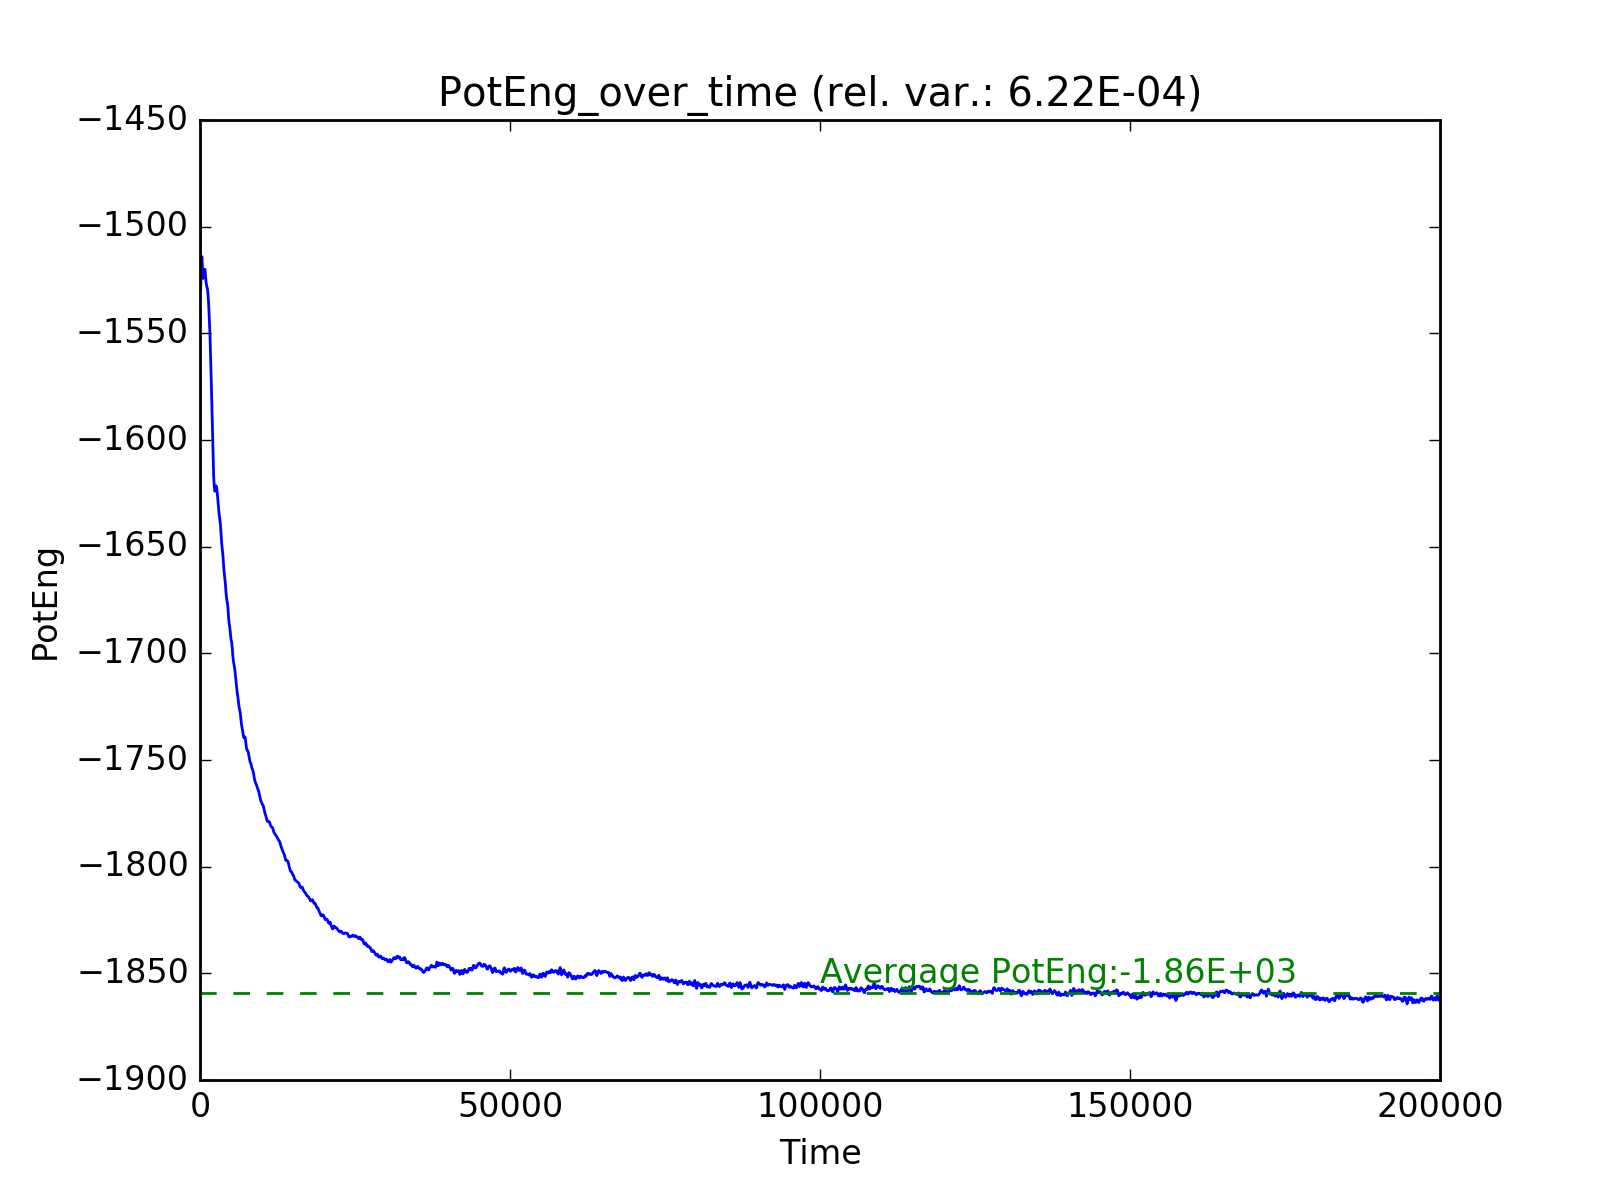 PotEng_over_time (rel. var.: 6.22E-04)
−1450
−1500
−1550
−1600
−1650
−1700
−1750
−1800
−1850
−1900
PotEng
Avergage PotEng:-1.86E+03
0 50000 100000 150000 200000
Time